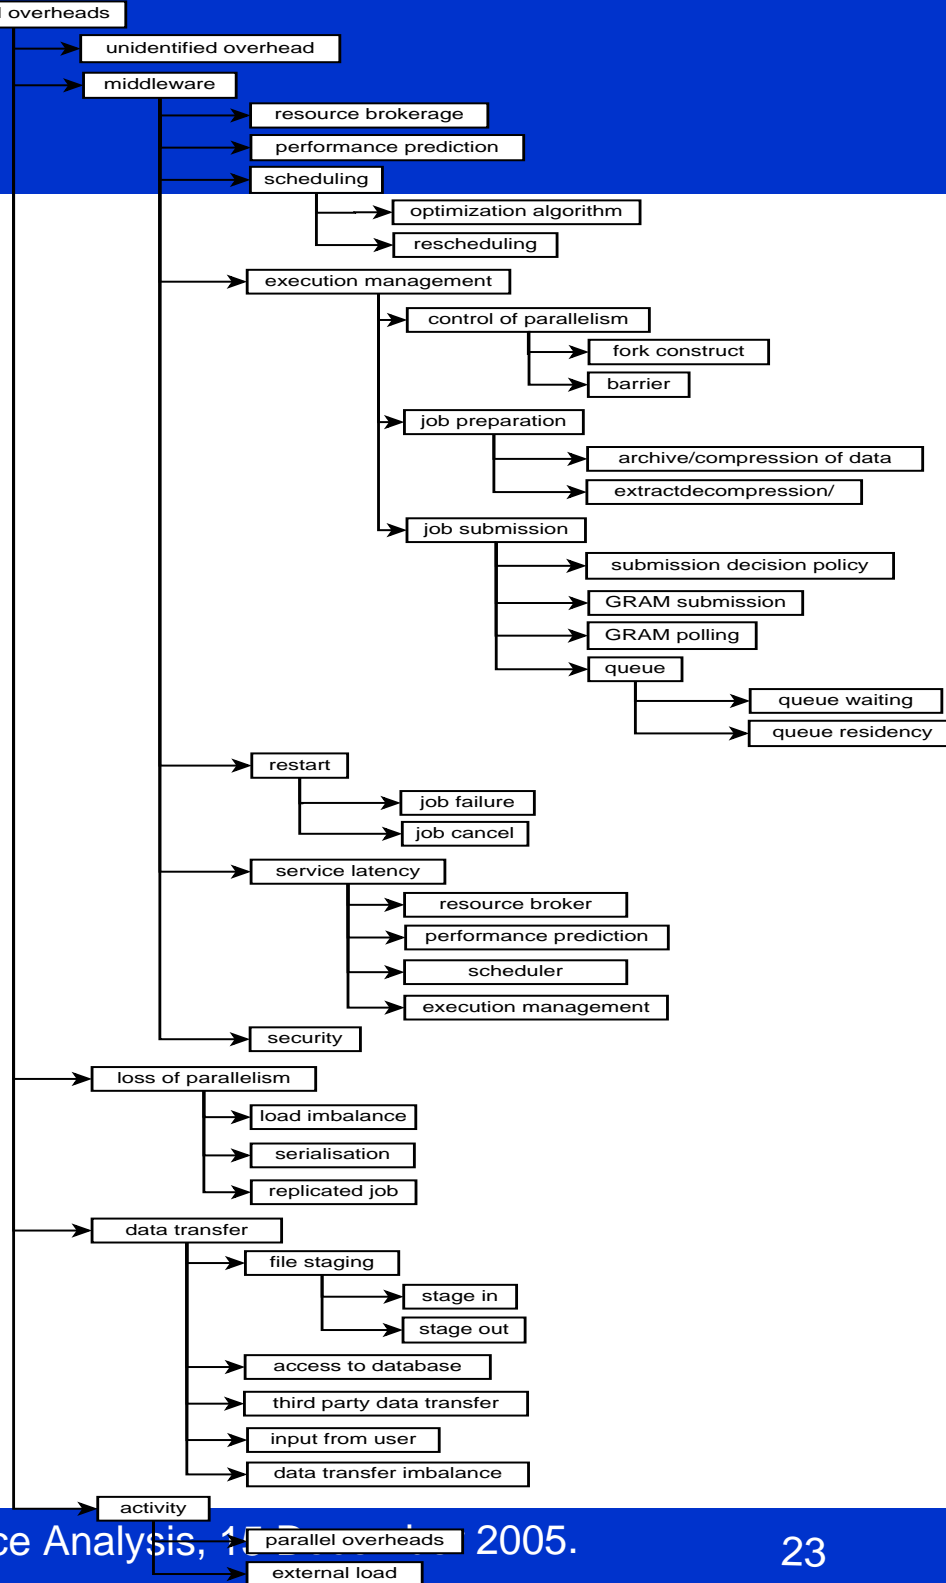 overheads
unidentified overhead
middleware
resource brokerage
performance prediction
scheduling
optimization algorithm
rescheduling
execution management
control of parallelism
fork construct
barrier
job preparation
archive/compression of data
extractdecompression/
job submission
submission decision policy
GRAM submission
GRAM polling
queue
queue waiting
queue residency
restart
job failure
job cancel
service latency
resource broker
performance prediction
scheduler
execution management
security
loss of parallelism
load imbalance
serialisation
replicated job
data transfer
file staging
stage in
stage out
access to database
third party data transfer
input from user
data transfer imbalance
activity
parallel overheads
ce Analysis, 2005.
23
external load